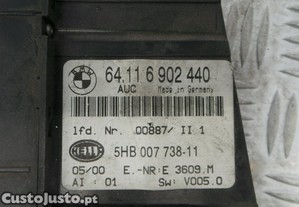 BMW
64.11 6 902 440
AUC Made in Germany
lfd. Nr. 00887/ II 1
HELLA
5HB 007 738-11
05/00 E.-NR:E 3609.M
AI : 01 SW: V005.0
CustoJusto.pt